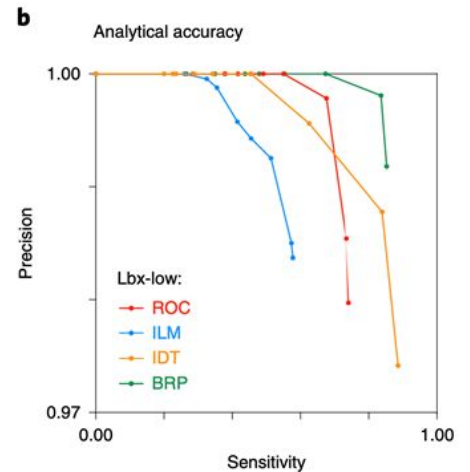 b
Analytical accuracy
1.00
Precision
Lbx-low:
ROC
ILM
IDT
BRP
0.97
0.00
1.00
Sensitivity